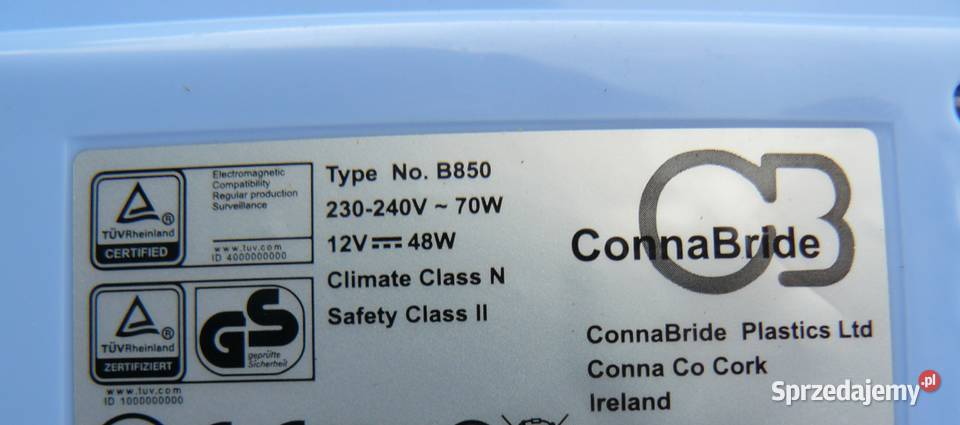 Electromagnetic
Compatibility
Regular production
Surveillance
TÜVRheinland
CERTIFIED
www.tuv.com
ID 4000000000
TÜVRheinland
ZERTIFIZIERT
GS
geprüfte
Sicherheit
www.tuv.com
ID 1000000000
Type No. B850
230-240V ~ 70W
12V⎓ 48W
Climate Class N
Safety Class II
CB
ConnaBride
ConnaBride Plastics Ltd
Conna Co Cork
Ireland
Sprzedajemy.pl